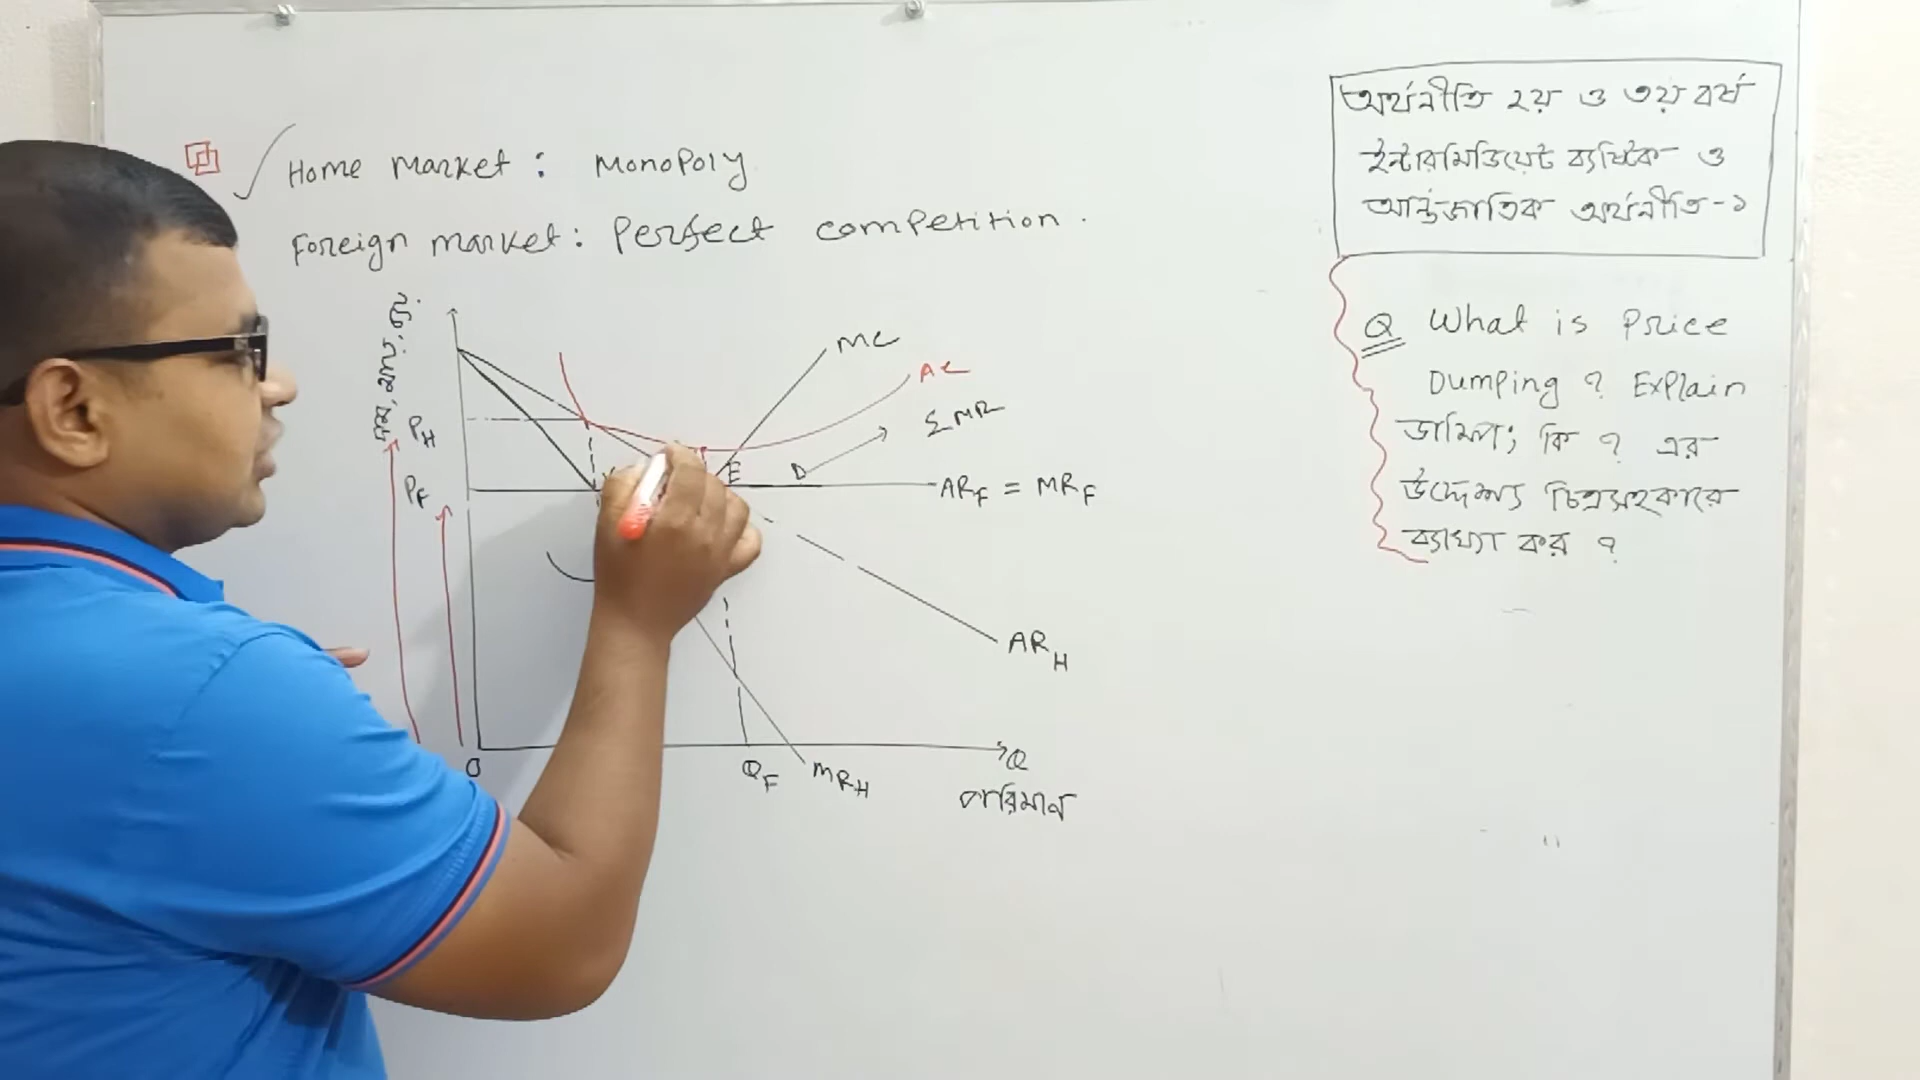 Home market: Monopoly
Foreign market: Perfect competition.
P_H
P_F
MC
AC
ΣMR
E
D
AR_F = MR_F
AR_H
O
Q_F
MR_H
Q
পরিমান
অর্থনীতি ২য় ও ৩য় বর্ষ
ইন্টারমিডিয়েট ব্যষ্টিক ও
আর্ন্তজাতিক অর্থনীতি-১
Q What is Price
Dumping ? Explain
ডাম্পিং কি ? এর
উদ্দেশ্য চিত্রসহকারে
ব্যাখ্যা কর ?